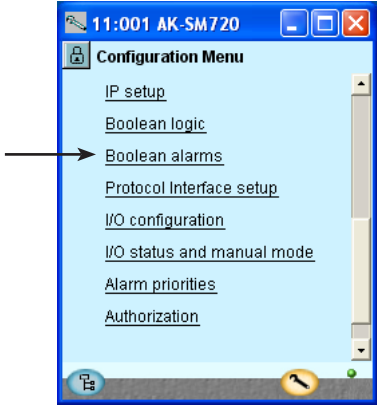 11:001 AK-SM720
Configuration Menu
IP setup
Boolean logic
Boolean alarms
Protocol Interface setup
I/O configuration
I/O status and manual mode
Alarm priorities
Authorization